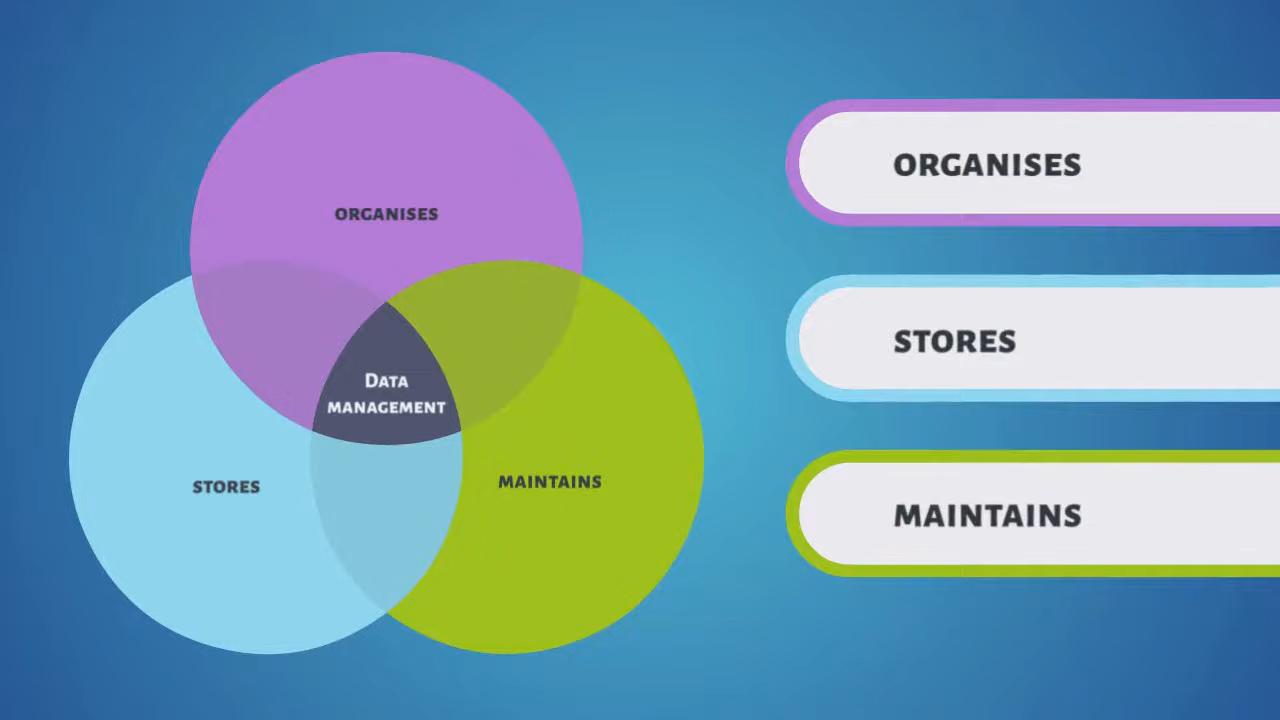 ORGANISES
DATA
MANAGEMENT
STORES
MAINTAINS
ORGANISES
STORES
MAINTAINS